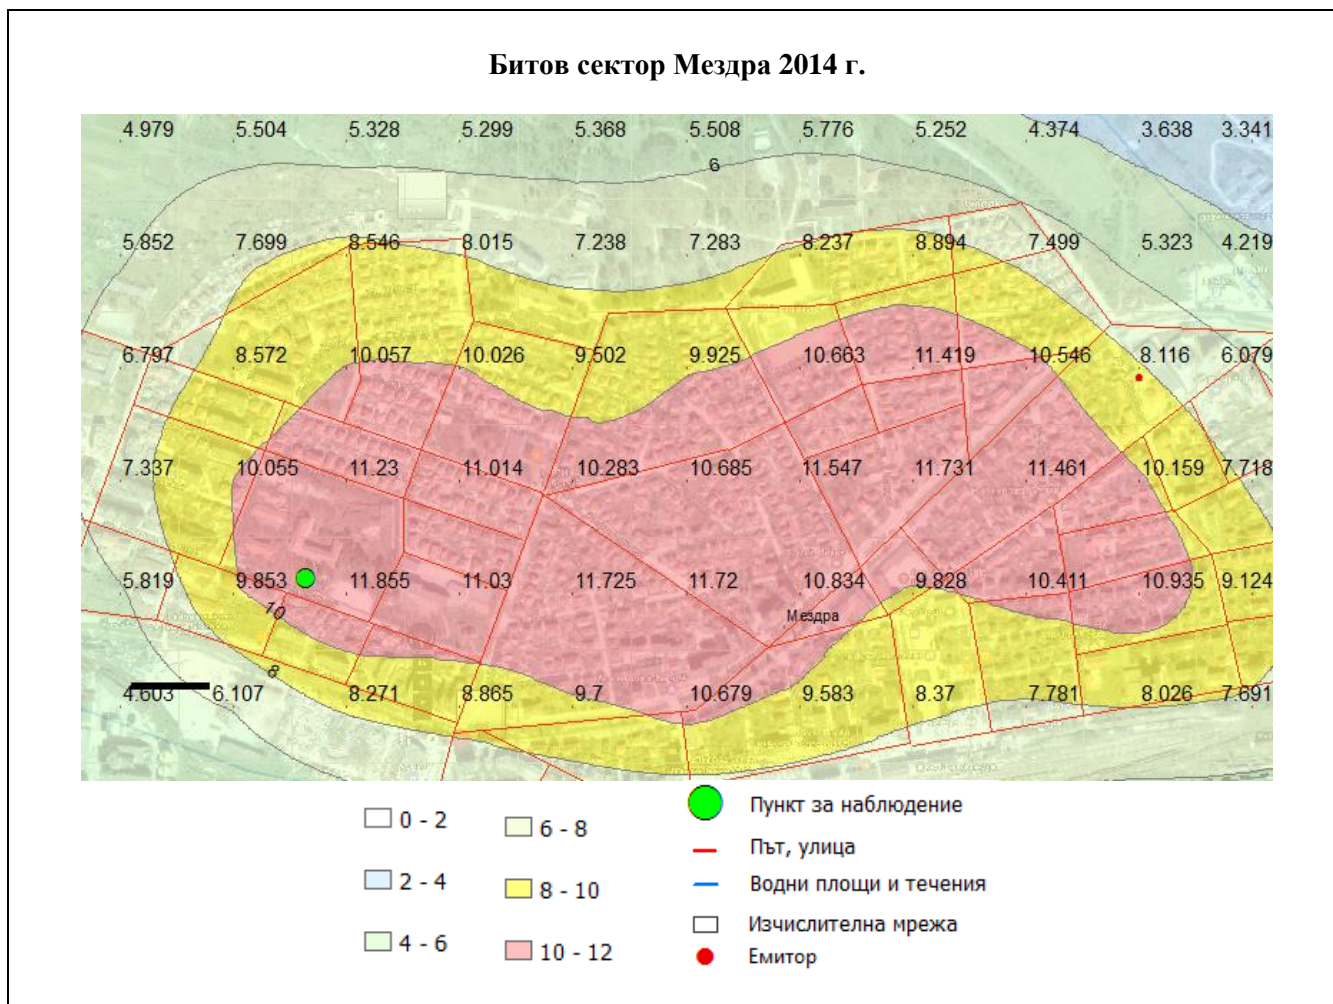 Битов сектор Мездра 2014 г.
4.979 5.504 5.328 5.299 5.368 5.508 5.776 5.252 4.374 3.638 3.341
6
5.852 7.699 8.546 8.015 7.238 7.283 8.237 8.894 7.499 5.323 4.219
6.797 8.572 10.057 10.026 9.502 9.925 10.663 11.419 10.546 8.116 6.079
7.337 10.055 11.23 11.014 10.283 10.685 11.547 11.731 11.461 10.159 7.718
5.819 9.853 11.855 11.03 11.725 11.72 10.834 9.828 10.411 10.935 9.124
10
Мездра
8
4.603 6.107 8.271 8.865 9.7 10.679 9.583 8.37 7.781 8.026 7.691
0 - 2
2 - 4
4 - 6
6 - 8
8 - 10
10 - 12
Пункт за наблюдение
Път, улица
Водни площи и течения
Изчислителна мрежа
Емитор